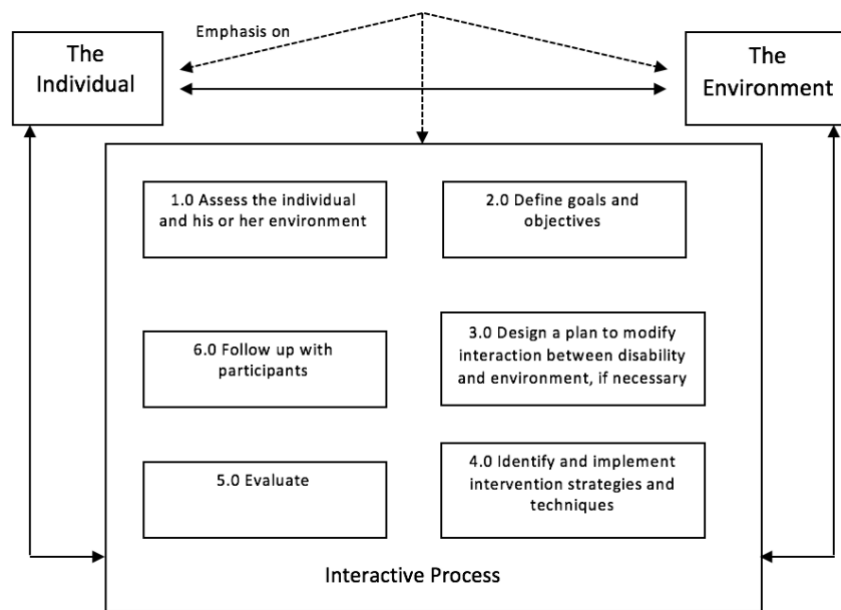 Emphasis on
The
Individual
The
Environment
1.0 Assess the individual
and his or her environment
2.0 Define goals and
objectives
6.0 Follow up with
participants
3.0 Design a plan to modify
interaction between disability
and environment, if necessary
5.0 Evaluate
4.0 Identify and implement
intervention strategies and
techniques
Interactive Process